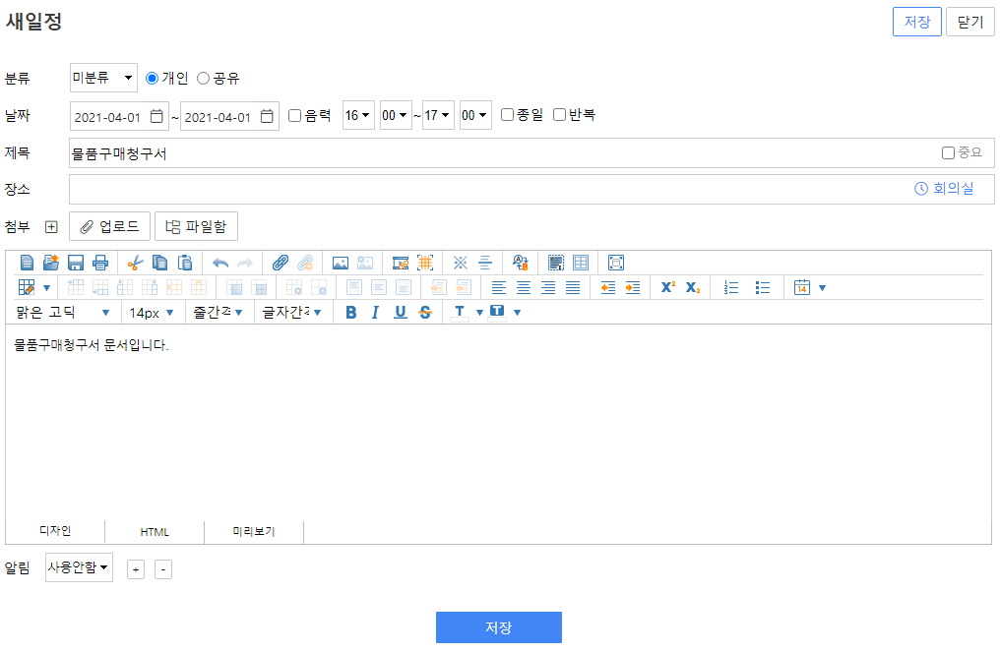 새일정 저장 닫기
분류 미분류 개인 공유
날짜 2021-04-01 ~ 2021-04-01 음력 16 00 ~ 17 00 종일 반복
제목 물품구매청구서 중요
장소 회의실
첨부 업로드 파일함
14
맑은 고딕 14px 줄간격 글자간격 B I U S T T
물품구매청구서 문서입니다.
디자인 HTML 미리보기
알림 사용안함 + -
저장